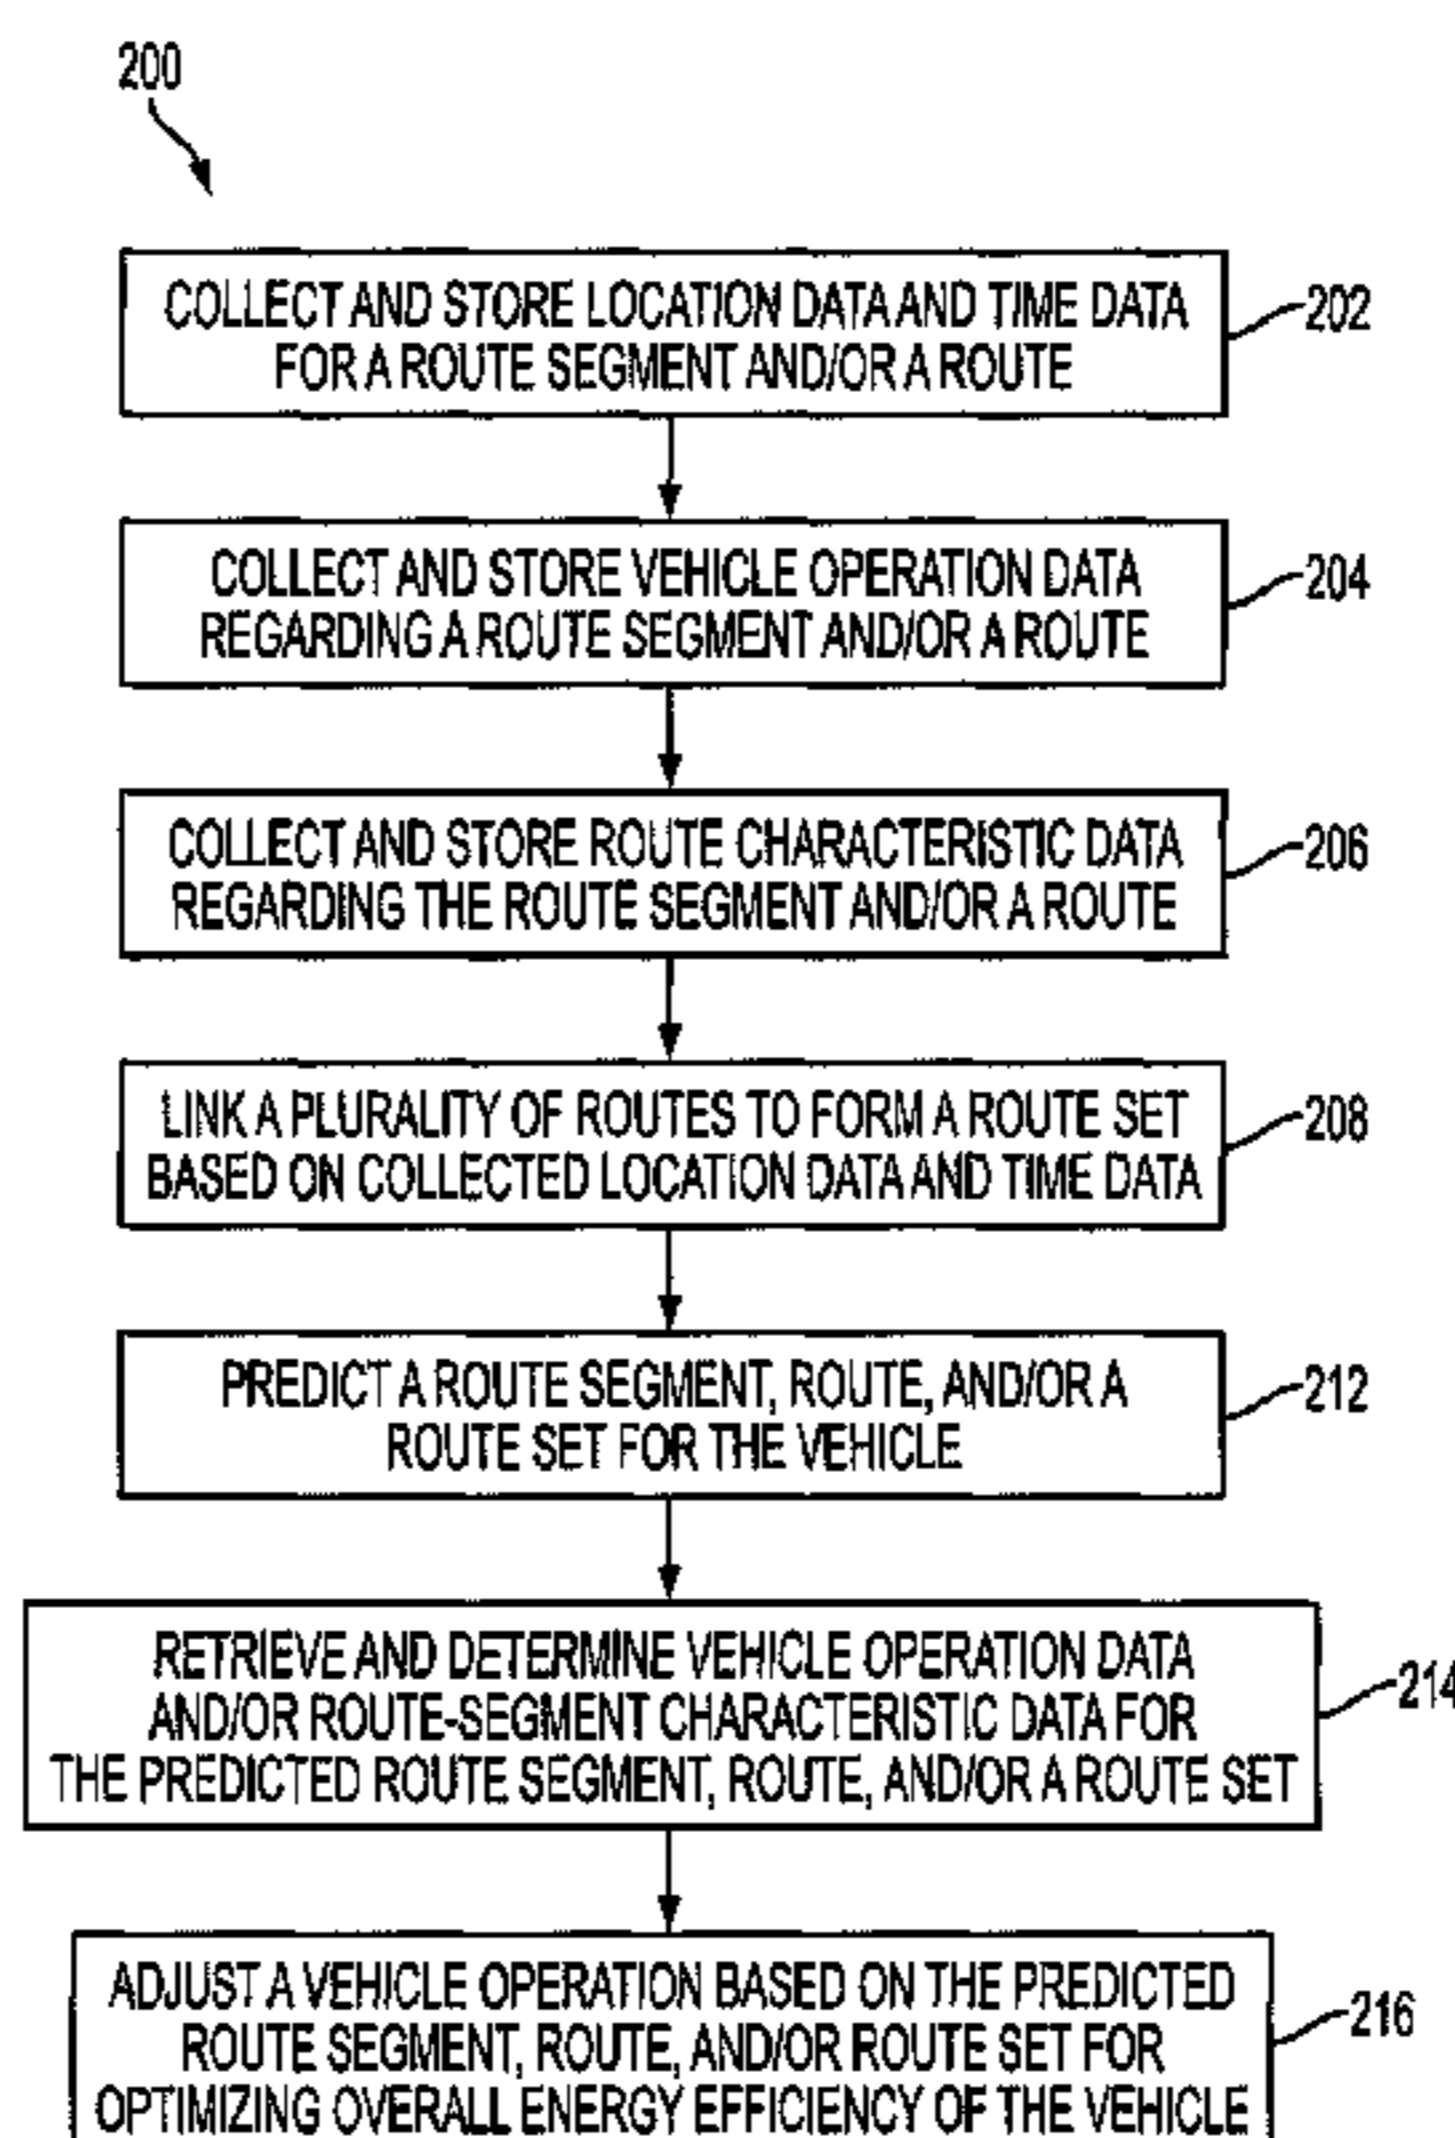 200
COLLECT AND STORE LOCATION DATA AND TIME DATA
FOR A ROUTE SEGMENT AND/OR A ROUTE
202
COLLECT AND STORE VEHICLE OPERATION DATA
REGARDING A ROUTE SEGMENT AND/OR A ROUTE
204
COLLECT AND STORE ROUTE CHARACTERISTIC DATA
REGARDING THE ROUTE SEGMENT AND/OR A ROUTE
206
LINK A PLURALITY OF ROUTES TO FORM A ROUTE SET
BASED ON COLLECTED LOCATION DATA AND TIME DATA
208
PREDICT A ROUTE SEGMENT, ROUTE, AND/OR A
ROUTE SET FOR THE VEHICLE
212
RETRIEVE AND DETERMINE VEHICLE OPERATION DATA
AND/OR ROUTE-SEGMENT CHARACTERISTIC DATA FOR
THE PREDICTED ROUTE SEGMENT, ROUTE, AND/OR A ROUTE SET
214
ADJUST A VEHICLE OPERATION BASED ON THE PREDICTED
ROUTE SEGMENT, ROUTE, AND/OR ROUTE SET FOR
OPTIMIZING OVERALL ENERGY EFFICIENCY OF THE VEHICLE
216